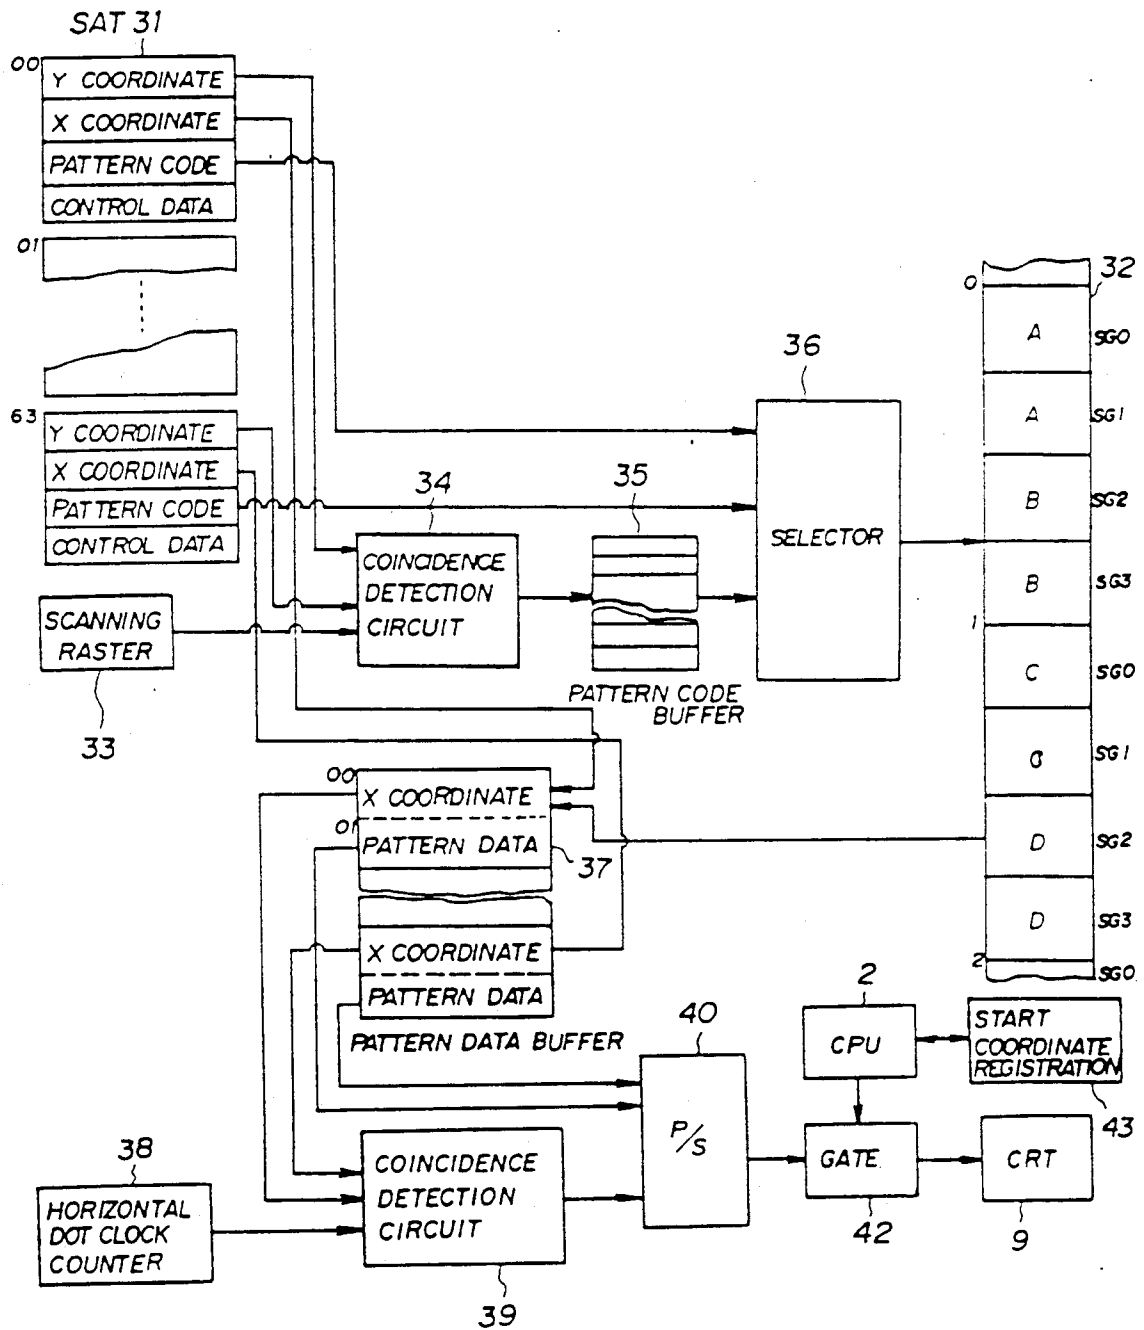 SAT 31
00
Y COORDINATE
X COORDINATE
PATTERN CODE
CONTROL DATA
01
63
Y COORDINATE
X COORDINATE
PATTERN CODE
CONTROL DATA
SCANNING
RASTER
33
34
COINCIDENCE
DETECTION
CIRCUIT
35
PATTERN CODE
BUFFER
36
SELECTOR
32
0
A
SG0
A
SG1
B
SG2
B
SG3
1
C
SG0
C
SG1
D
SG2
D
SG3
2
SG0
00
X COORDINATE
01
PATTERN DATA
37
X COORDINATE
PATTERN DATA
PATTERN DATA BUFFER
38
HORIZONTAL
DOT CLOCK
COUNTER
COINCIDENCE
DETECTION
CIRCUIT
39
40
P/S
2
CPU
START
COORDINATE
REGISTRATION
43
GATE
42
CRT
9